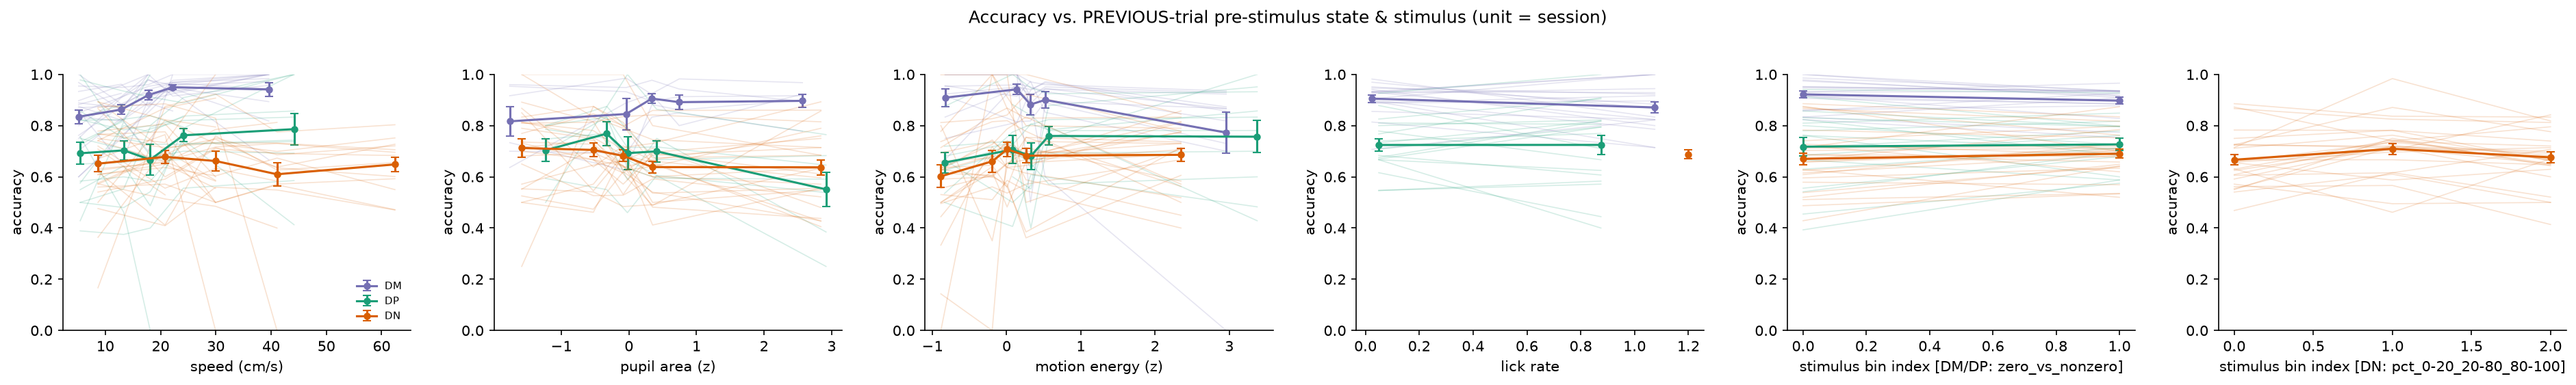 Accuracy vs. PREVIOUS-trial pre-stimulus state & stimulus (unit = session)
accuracy
1.0
0.8
0.6
0.4
0.2
0.0
10 20 30 40 50 60
speed (cm/s)
DM
DP
DN
accuracy
1.0
0.8
0.6
0.4
0.2
0.0
−1 0 1 2 3
pupil area (z)
accuracy
1.0
0.8
0.6
0.4
0.2
0.0
−1 0 1 2 3
motion energy (z)
accuracy
1.0
0.8
0.6
0.4
0.2
0.0
0.0 0.2 0.4 0.6 0.8 1.0 1.2
lick rate
accuracy
1.0
0.8
0.6
0.4
0.2
0.0
0.0 0.2 0.4 0.6 0.8 1.0
stimulus bin index [DM/DP: zero_vs_nonzero]
accuracy
1.0
0.8
0.6
0.4
0.2
0.0
0.0 0.5 1.0 1.5 2.0
stimulus bin index [DN: pct_0-20_20-80_80-100]